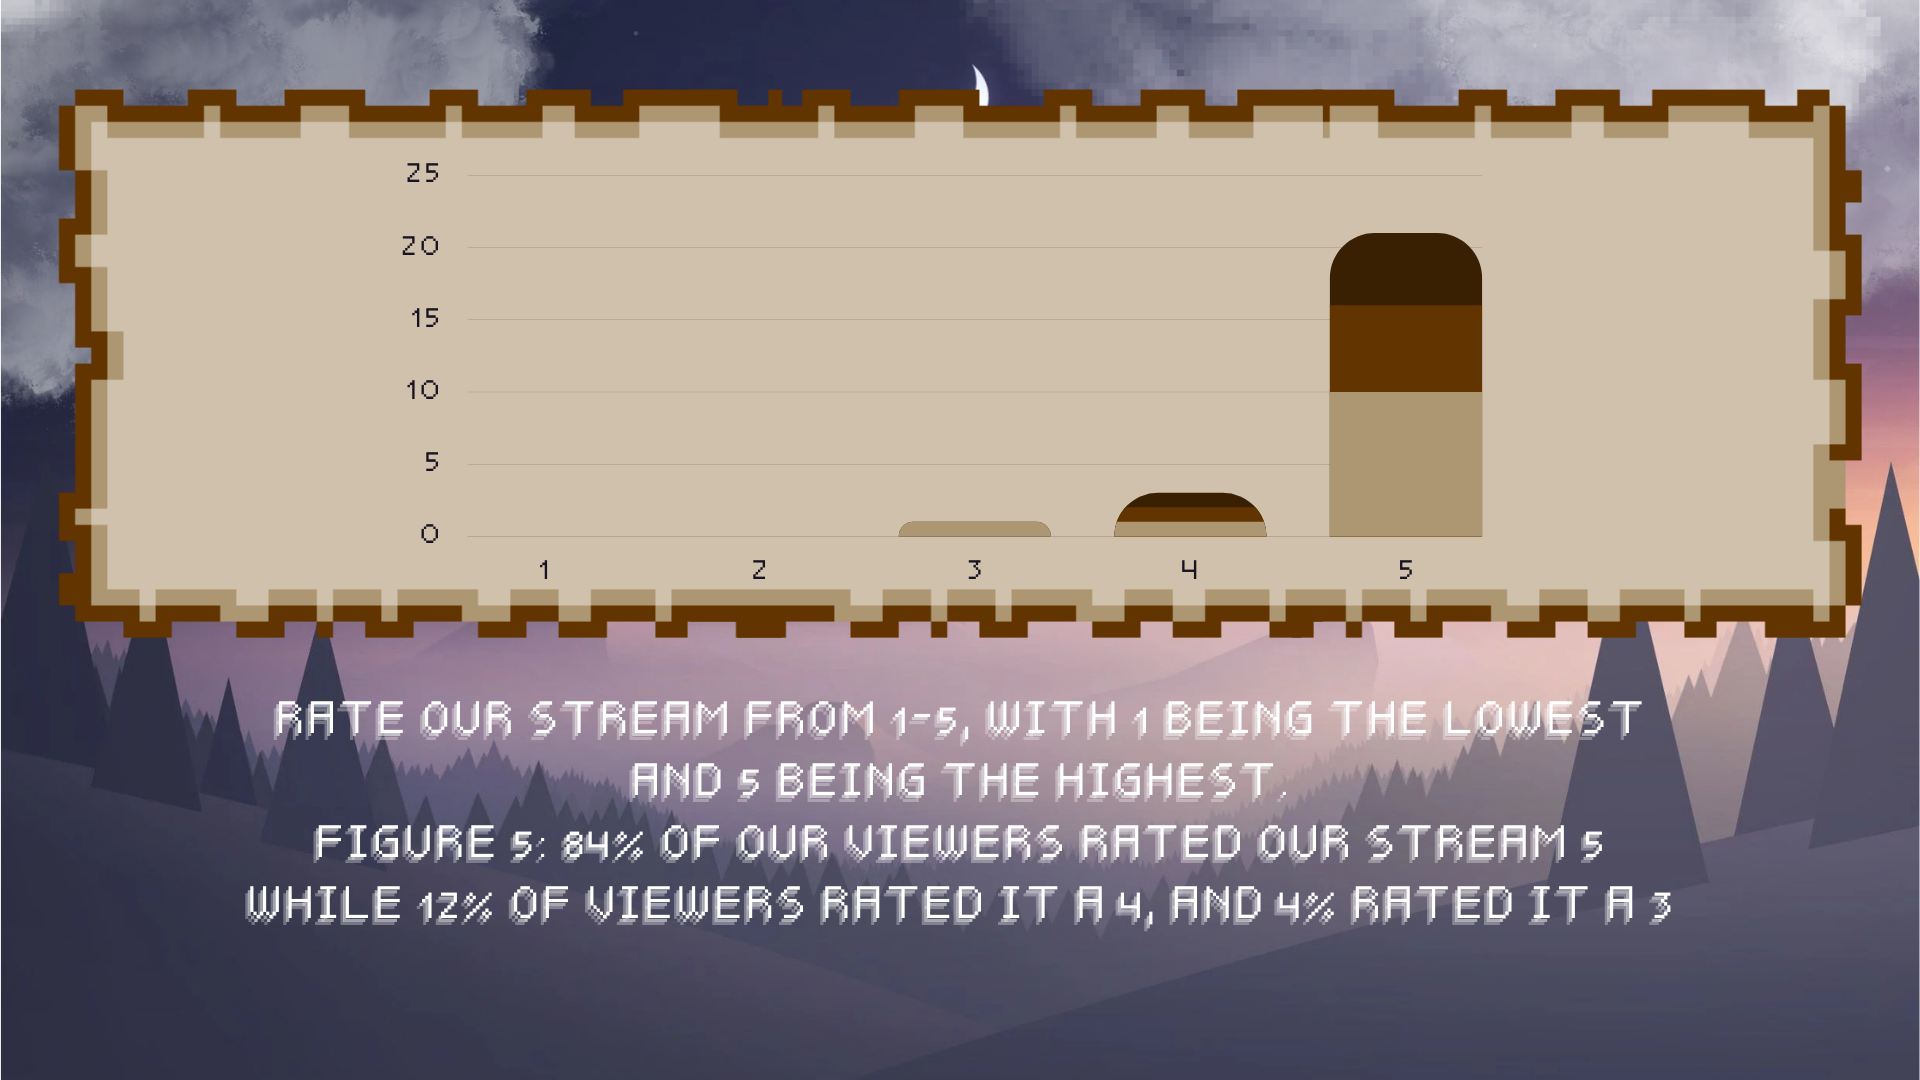 25
20
15
10
5
0
1 2 3 4 5
RATE OUR STREAM FROM 1-5, WITH 1 BEING THE LOWEST
AND 5 BEING THE HIGHEST.
FIGURE 5: 84% OF OUR VIEWERS RATED OUR STREAM 5
WHILE 12% OF VIEWERS RATED IT A 4, AND 4% RATED IT A 3